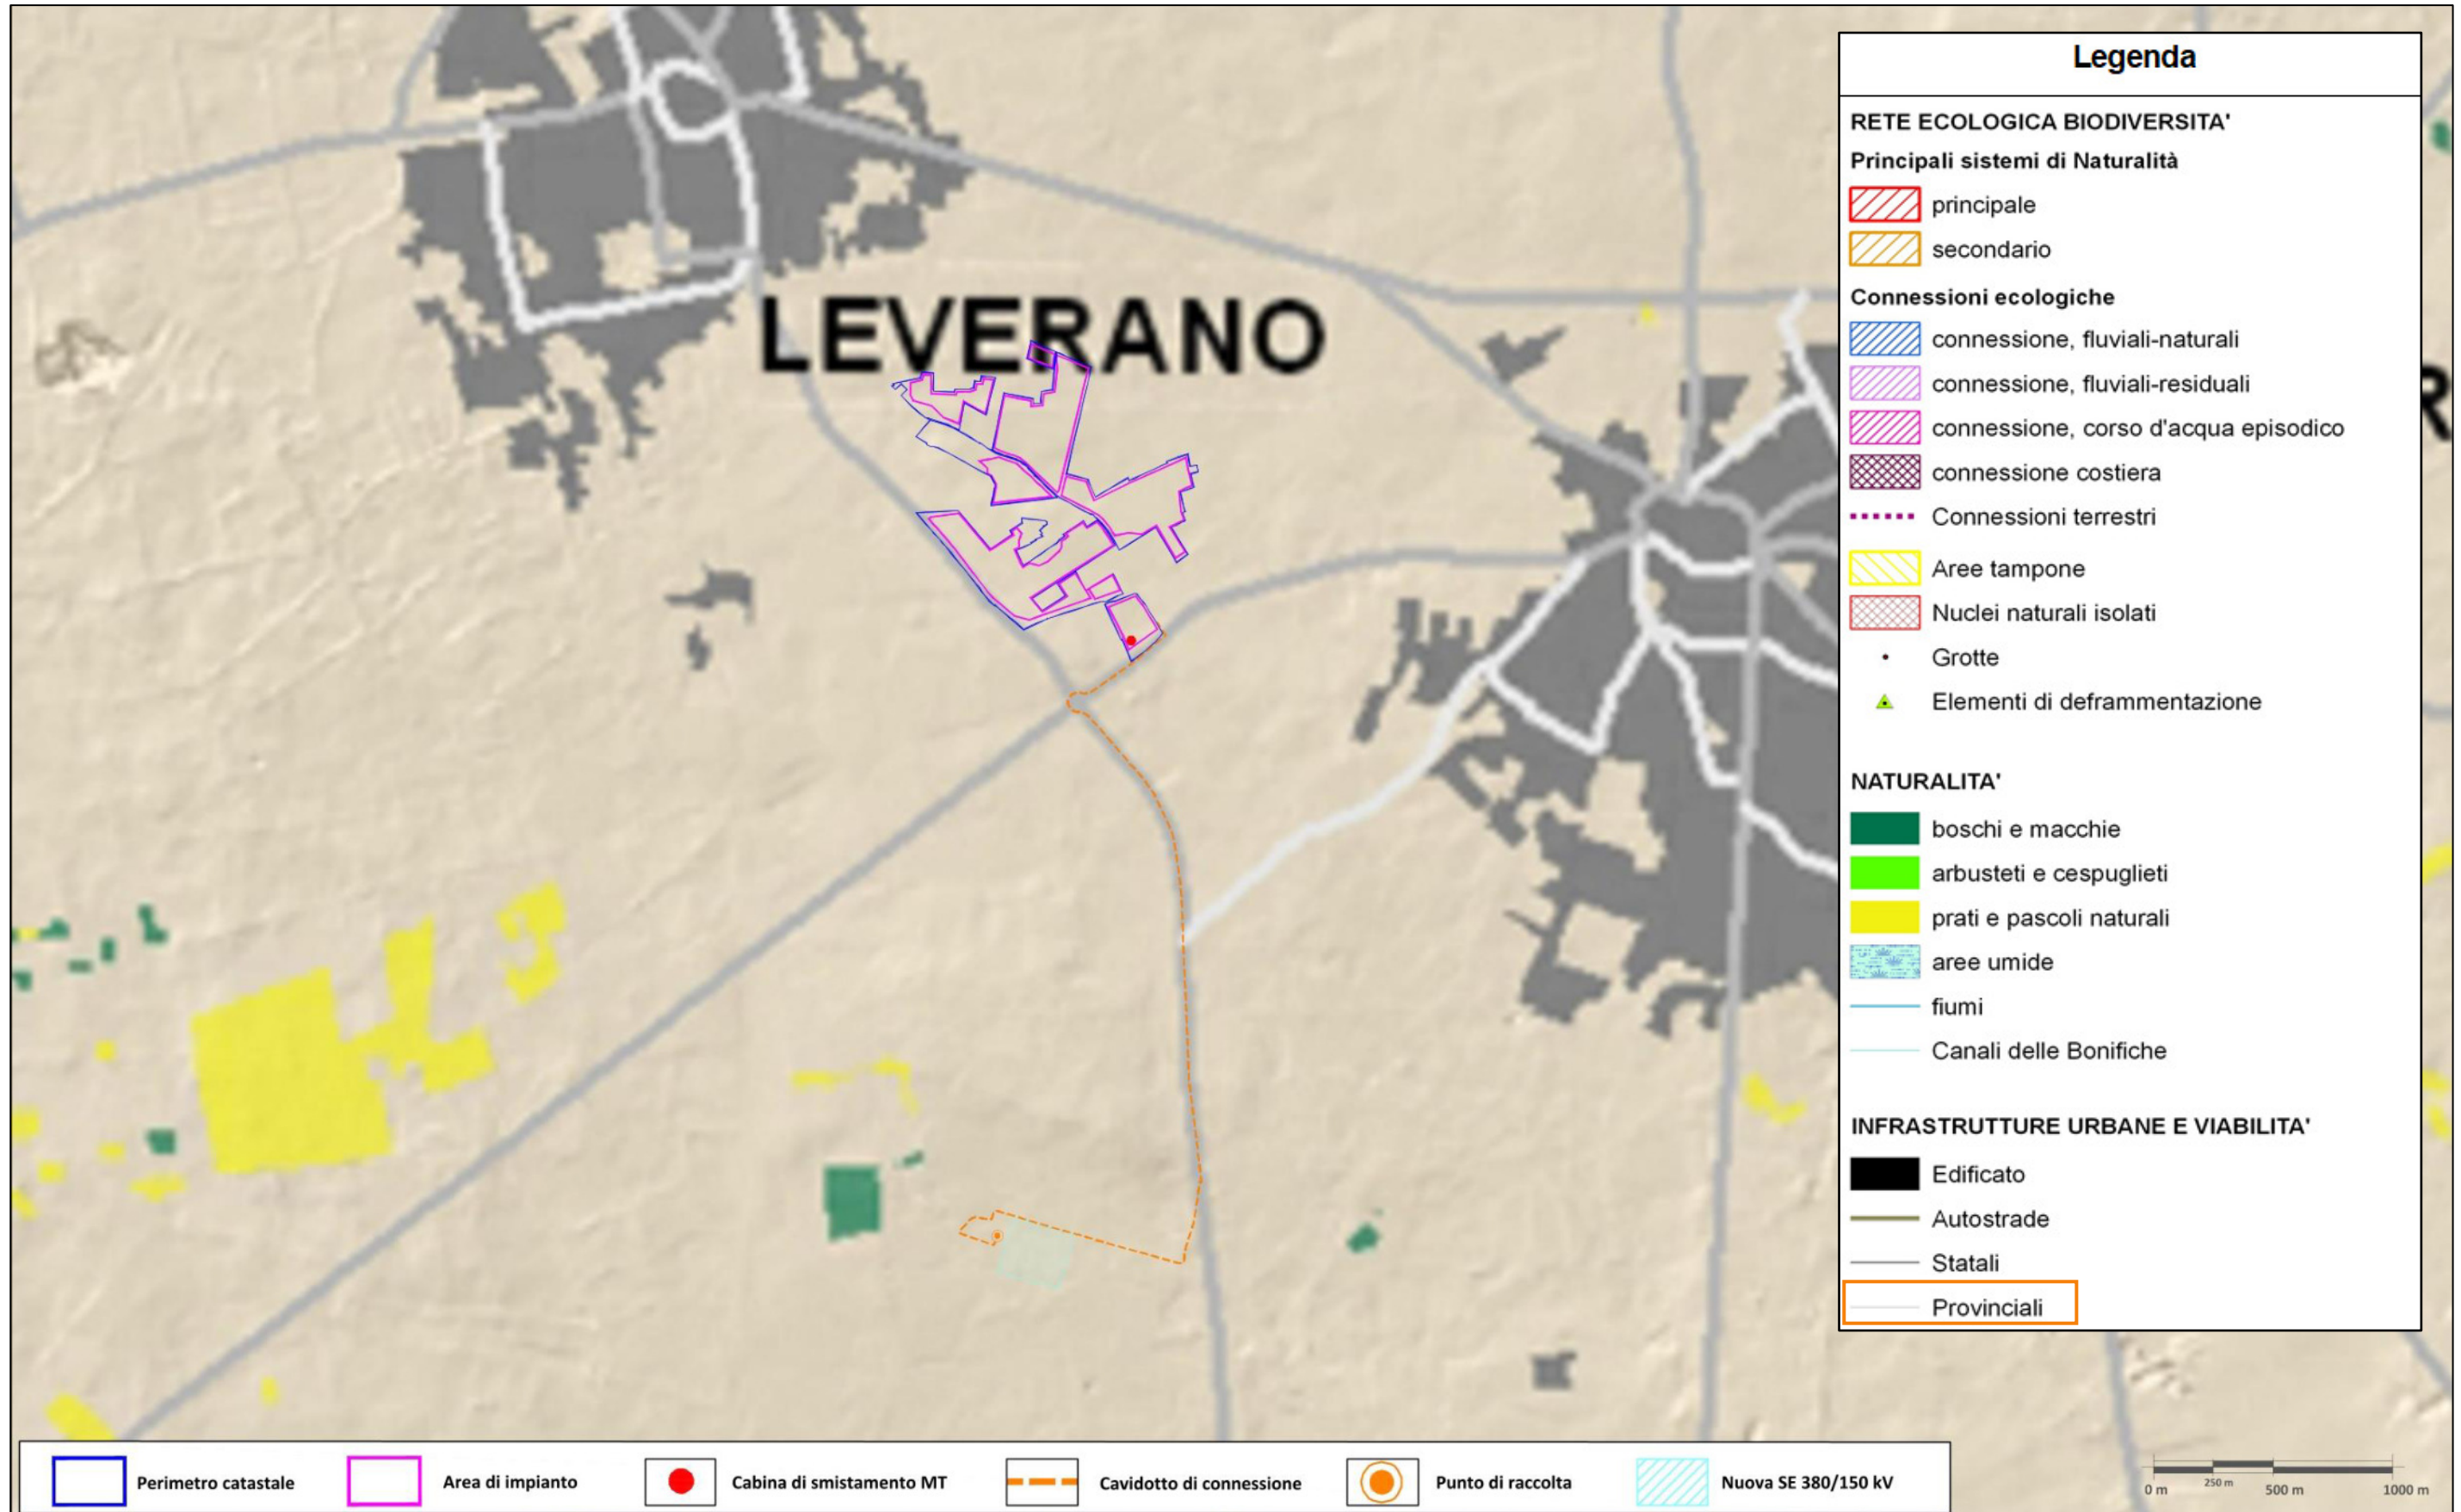 LEVERANO
R
Legenda
RETE ECOLOGICA BIODIVERSITA'
Principali sistemi di Naturalità
principale
secondario
Connessioni ecologiche
connessione, fluviali-naturali
connessione, fluviali-residuali
connessione, corso d'acqua episodico
connessione costiera
Connessioni terrestri
Aree tampone
Nuclei naturali isolati
Grotte
Elementi di deframmentazione
NATURALITA'
boschi e macchie
arbusteti e cespuglieti
prati e pascoli naturali
aree umide
fiumi
Canali delle Bonifiche
INFRASTRUTTURE URBANE E VIABILITA'
Edificato
Autostrade
Statali
Provinciali
Perimetro catastale
Area di impianto
Cabina di smistamento MT
Cavidotto di connessione
Punto di raccolta
Nuova SE 380/150 kV
0 m 250 m 500 m 1000 m